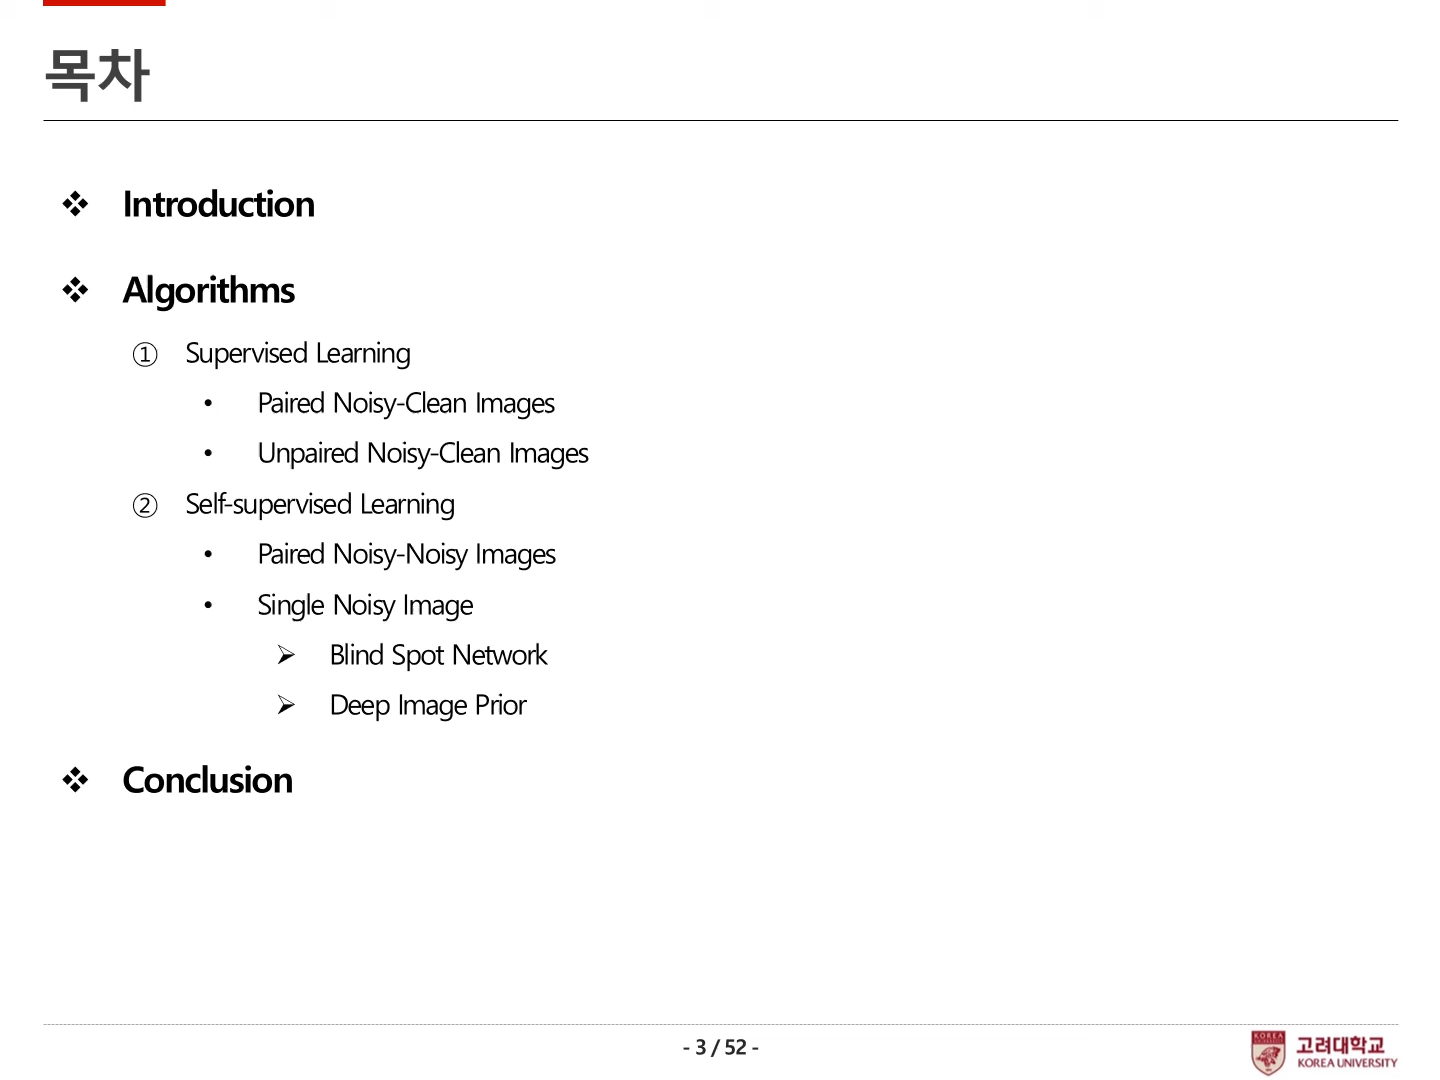 목차
❖ Introduction
❖ Algorithms
① Supervised Learning
• Paired Noisy-Clean Images
• Unpaired Noisy-Clean Images
② Self-supervised Learning
• Paired Noisy-Noisy Images
• Single Noisy Image
➢ Blind Spot Network
➢ Deep Image Prior
❖ Conclusion
- 3 / 52 -
KOREA
고려대학교
KOREA UNIVERSITY